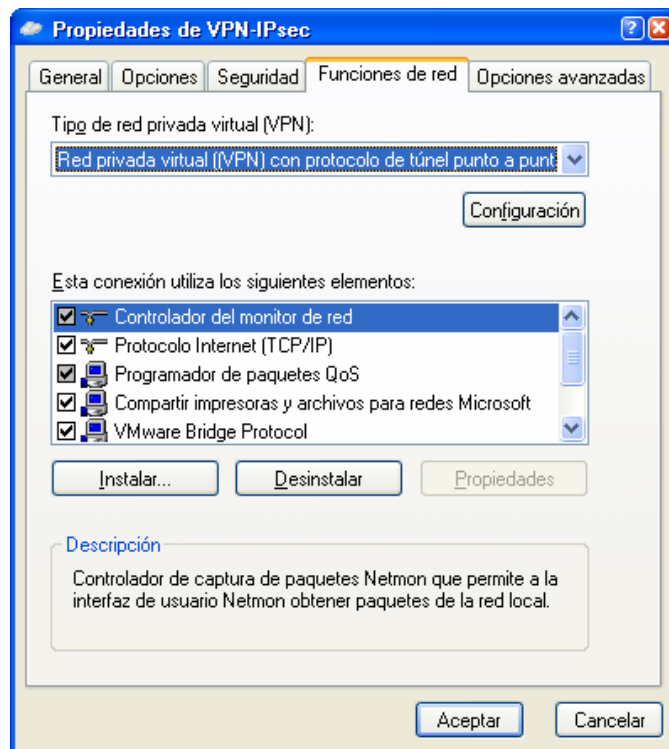 Propiedades de VPN-IPsec
General
Opciones
Seguridad
Funciones de red
Opciones avanzadas
Tipo de red privada virtual (VPN):
Red privada virtual ((VPN) con protocolo de túnel punto a punt
Configuración
Esta conexión utiliza los siguientes elementos:
Controlador del monitor de red
Protocolo Internet (TCP/IP)
Programador de paquetes QoS
Compartir impresoras y archivos para redes Microsoft
VMware Bridge Protocol
Instalar...
Desinstalar
Propiedades
Descripción
Controlador de captura de paquetes Netmon que permite a la
interfaz de usuario Netmon obtener paquetes de la red local.
Aceptar
Cancelar